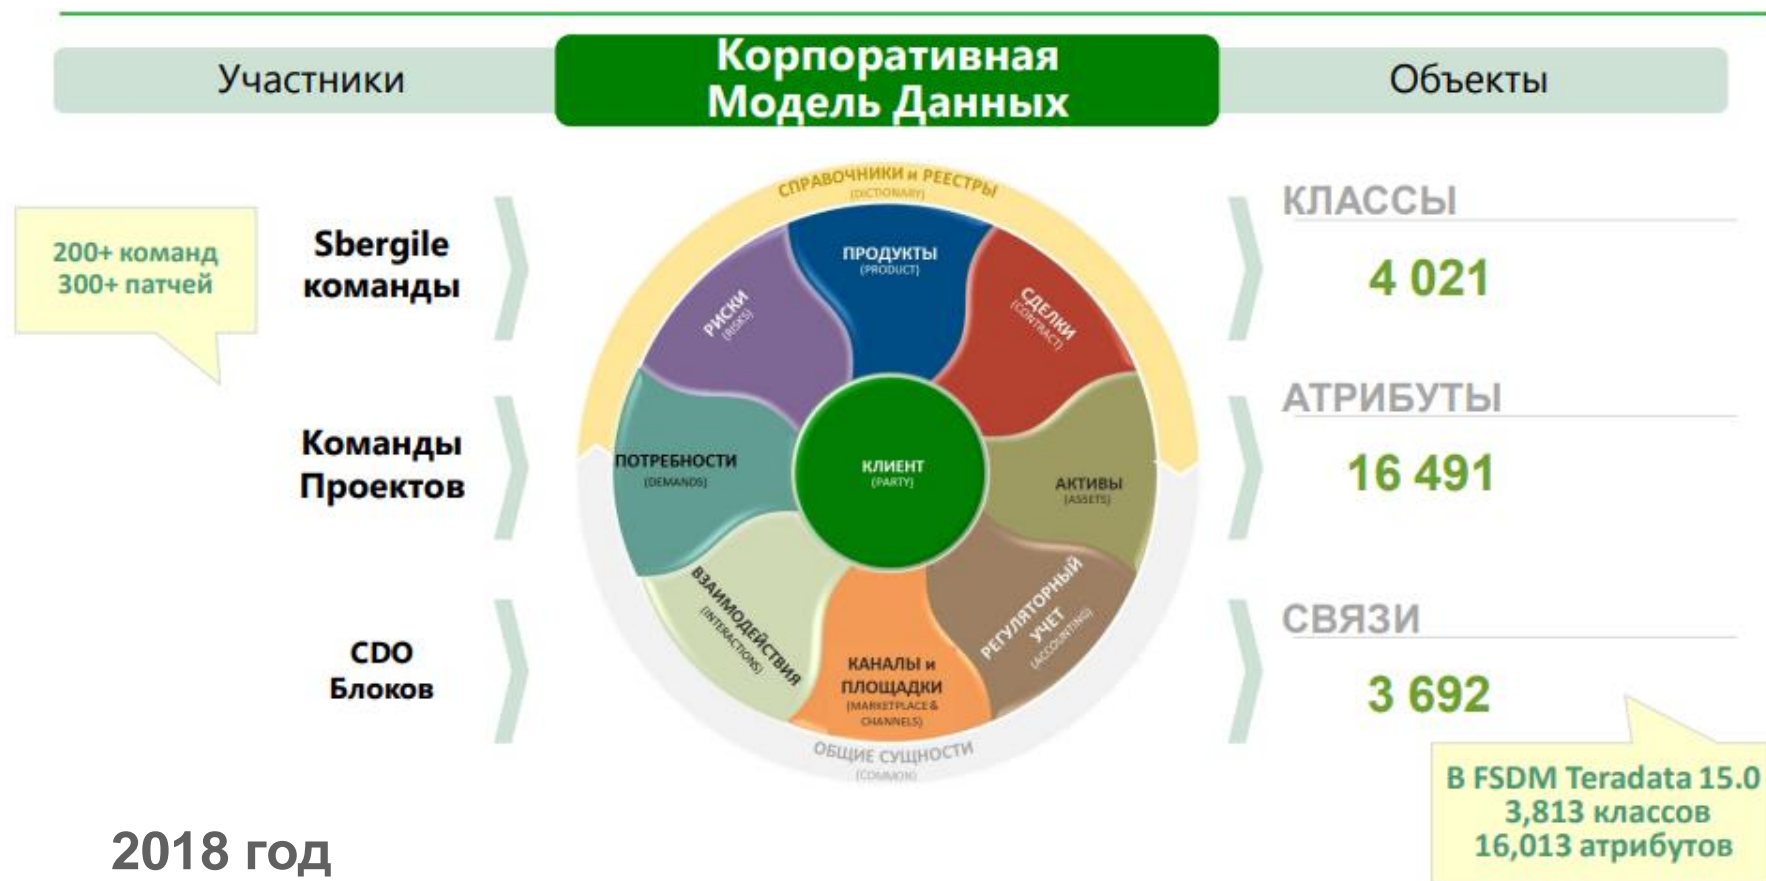 Участники
Корпоративная
Модель Данных
Объекты
200+ команд
300+ патчей
Sbergile
команды
Команды
Проектов
CDO
Блоков
СПРАВОЧНИКИ и РЕЕСТРЫ
(DICTIONARY)
ПРОДУКТЫ
(PRODUCT)
СДЕЛКИ
(CONTRACT)
РИСКИ
(RISKS)
ПОТРЕБНОСТИ
(DEMANDS)
КЛИЕНТ
(PARTY)
АКТИВЫ
(ASSETS)
ВЗАИМОДЕЙСТВИЯ
(INTERACTIONS)
КАНАЛЫ и
ПЛОЩАДКИ
(MARKETPLACE &
CHANNELS)
РЕГУЛЯТОРНЫЙ
УЧЕТ
(ACCOUNTING)
ОБЩИЕ СУЩНОСТИ
(COMMON)
КЛАССЫ
4 021
АТРИБУТЫ
16 491
СВЯЗИ
3 692
В FSDM Teradata 15.0
3,813 классов
16,013 атрибутов
2018 год